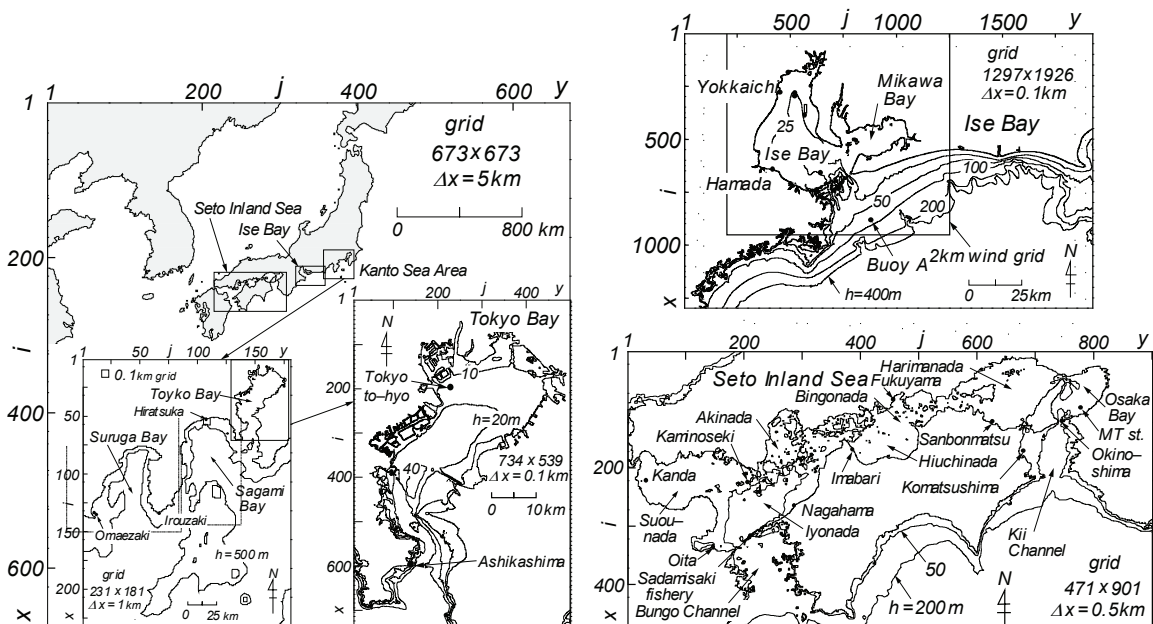 1 200 j 400 600 y
1
200
i
400
600
x
grid
673x673
Δx=5km
0 800 km
Seto Inland Sea
Ise Bay
Kanto Sea Area
1 50 j 100 150 y
1
50
100
150
200
i
x
0.1km grid
Toyko Bay
Hiratsuka
Suruga Bay
Sagami
Bay
Irouzaki
Omaezaki
h=500m
grid
231x181
Δx=1km
0 25 km
N
1 200 j 400 y
1
200
i
400
600
x
N
Tokyo Bay
10
Tokyo
to–hyo
h=20m
40
734x539
Δx=0.1km
0 10km
Ashikashima
1 500 j 1000 1500 y
1
500
i
1000
x
grid
1297x1926
Δx=0.1km
Ise Bay
Yokkaichi
Mikawa
Bay
25
Ise Bay
Hamada
100
50
200
Buoy A
2km wind grid
h=400m
0 25km
N
1 200 400 j 600 800 y
1
200
i
400
x
Seto Inland Sea
Harimanada
Fukuyama
Bingonada
Akinada
Kaminoseki
Kanda
Osaka
Bay
MT st.
Okino–
shima
Sanbonmatsu
Hiuchinada
Imabari
Komatsushima
Nagahama
Iyonada
Suou–
nada
Oita
Sadamisaki
fishery
Bungo Channel
Kii
Channel
50
h=200m
N
grid
471x901
Δx=0.5km